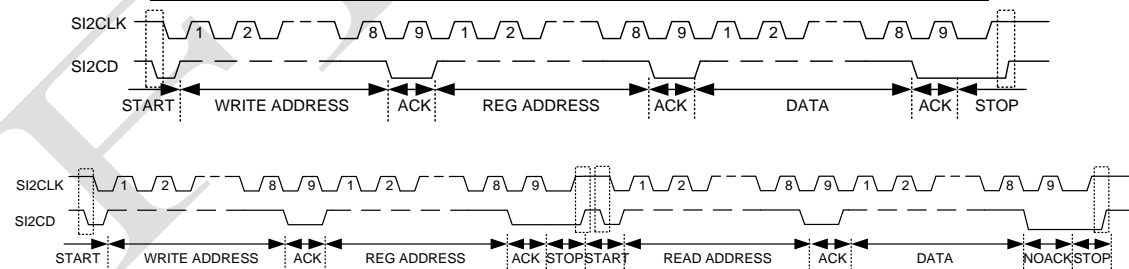 SI2CLK 1 2 8 9 1 2 8 9 1 2 8 9
SI2CD
START WRITE ADDRESS ACK REG ADDRESS ACK DATA ACK STOP
SI2CLK 1 2 8 9 1 2 8 9 1 2 8 9 1 2 8 9
SI2CD
START WRITE ADDRESS ACK REG ADDRESS ACK STOP START READ ADDRESS ACK DATA NOACK STOP